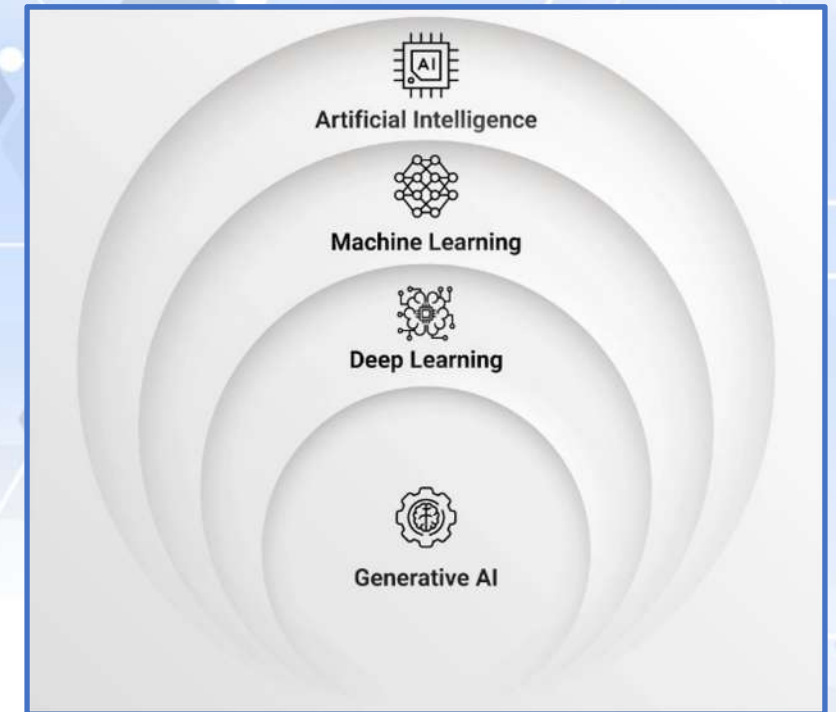 AI
Artificial Intelligence
Machine Learning
Deep Learning
Generative AI